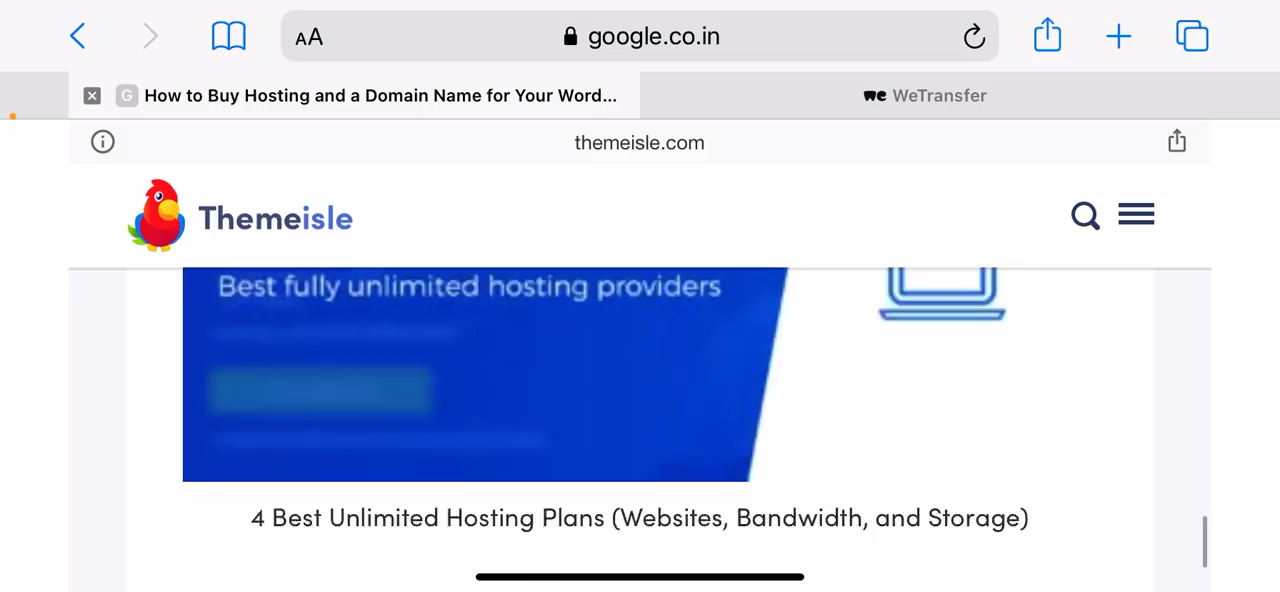 AA google.co.in
G How to Buy Hosting and a Domain Name for Your Word... WeTransfer
themeisle.com
Themeisle
Best fully unlimited hosting providers
4 Best Unlimited Hosting Plans (Websites, Bandwidth, and Storage)